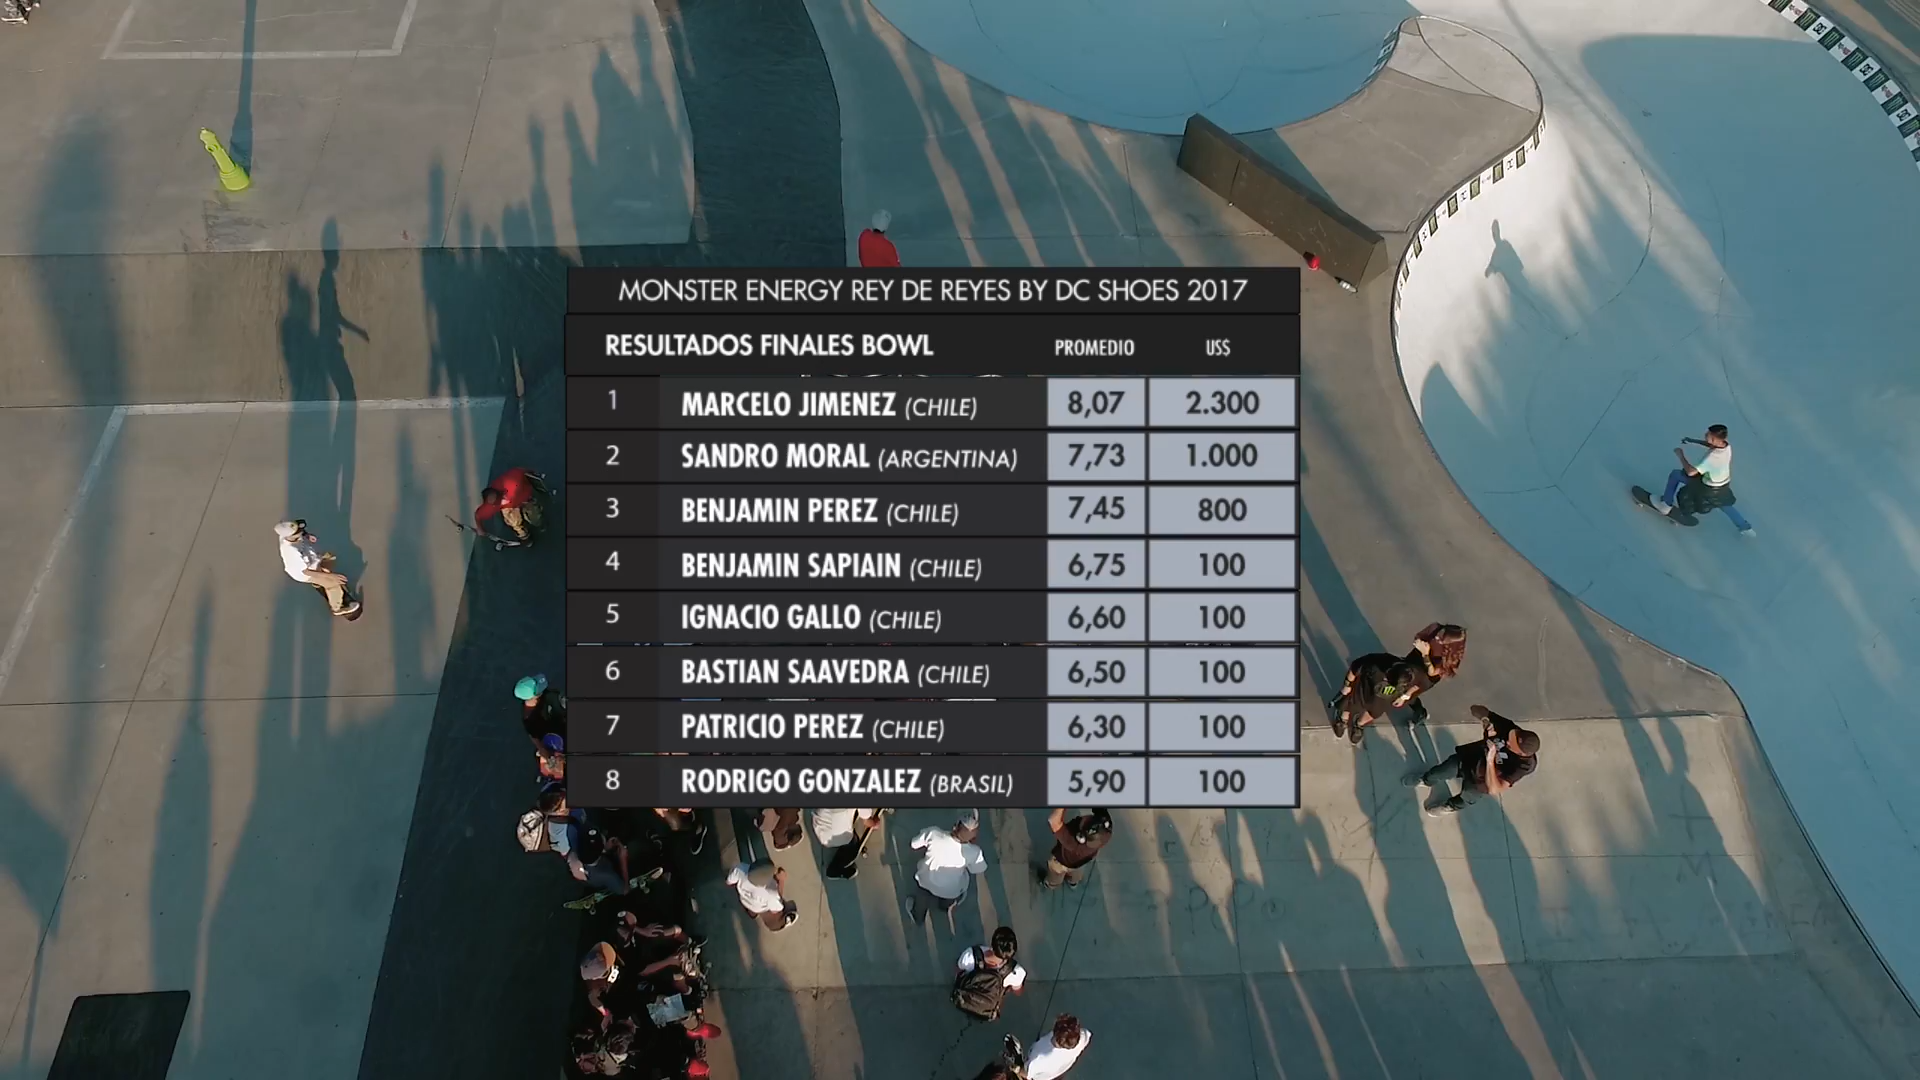 MONSTER ENERGY REY DE REYES BY DC SHOES 2017
RESULTADOS FINALES BOWL PROMEDIO US$
1 MARCELO JIMENEZ (CHILE) 8,07 2.300
2 SANDRO MORAL (ARGENTINA) 7,73 1.000
3 BENJAMIN PEREZ (CHILE) 7,45 800
4 BENJAMIN SAPIAIN (CHILE) 6,75 100
5 IGNACIO GALLO (CHILE) 6,60 100
6 BASTIAN SAAVEDRA (CHILE) 6,50 100
7 PATRICIO PEREZ (CHILE) 6,30 100
8 RODRIGO GONZALEZ (BRASIL) 5,90 100